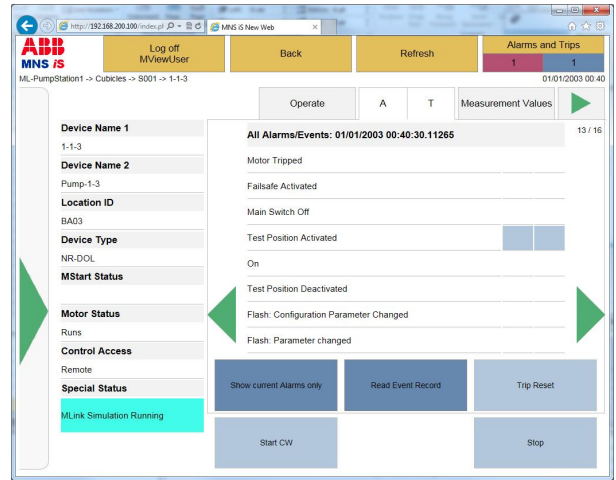 http://192.168.200.100/index.pl
MNS iS New Web
ABB
MNS iS
Log off
MViewUser
Back
Refresh
Alarms and Trips
1 1
ML-PumpStation1 -> Cubicles -> S001 -> 1-1-3
01/01/2003 00:40
Operate
A
T
Measurement Values
Device Name 1
1-1-3
Device Name 2
Pump-1-3
Location ID
BA03
Device Type
NR-DOL
MStart Status
Motor Status
Runs
Control Access
Remote
Special Status
MLink Simulation Running
All Alarms/Events: 01/01/2003 00:40:30.11265
13 / 16
Motor Tripped
Failsafe Activated
Main Switch Off
Test Position Activated
On
Test Position Deactivated
Flash: Configuration Parameter Changed
Flash: Parameter changed
Show current Alarms only
Read Event Record
Trip Reset
Start CW
Stop